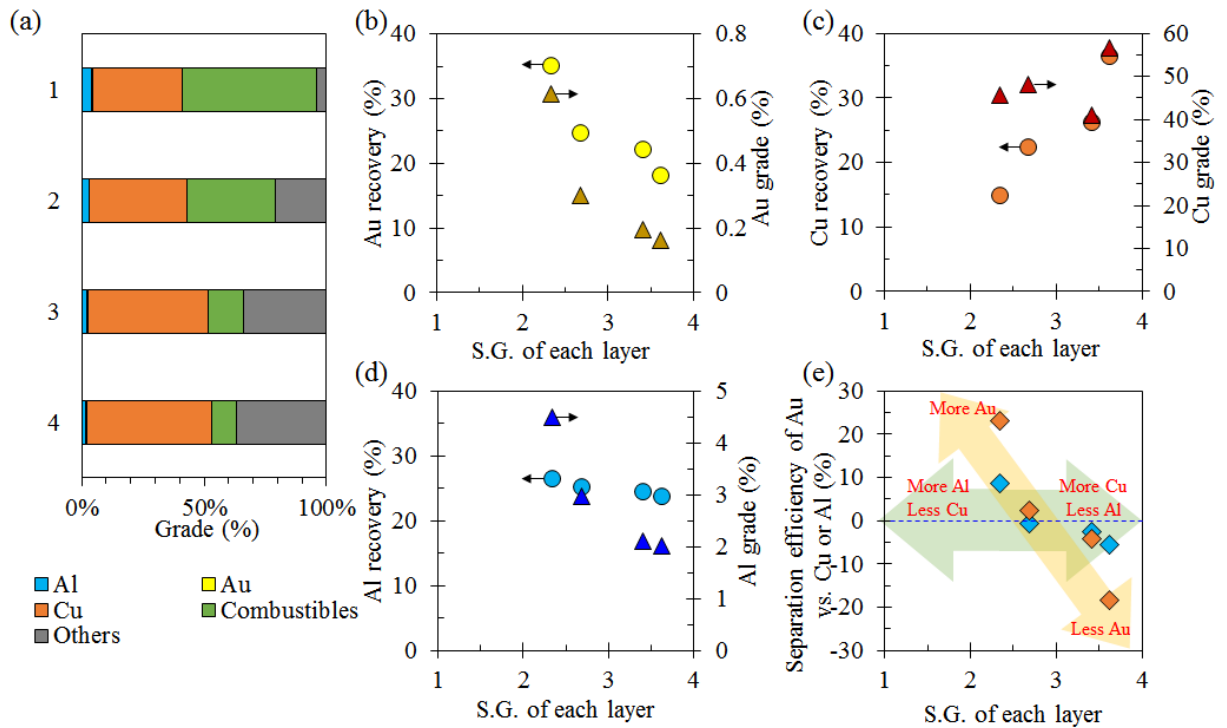 (a)
1
2
3
4
0%
50%
100%
Grade (%)
Al
Au
Cu
Combustibles
Others
(b)
40
30
20
10
0
Au recovery (%)
0.8
0.6
0.4
0.2
0
Au grade (%)
1
2
3
4
S.G. of each layer
(c)
40
30
20
10
0
Cu recovery (%)
60
50
40
30
20
10
0
Cu grade (%)
1
2
3
4
S.G. of each layer
(d)
40
30
20
10
0
Al recovery (%)
5
4
3
2
1
0
Al grade (%)
1
2
3
4
S.G. of each layer
(e)
30
20
10
0
-10
-20
-30
Separation efficiency of Au
vs. Cu or Al (%)
More Au
More Al
Less Cu
More Cu
Less Al
Less Au
1
2
3
4
S.G. of each layer